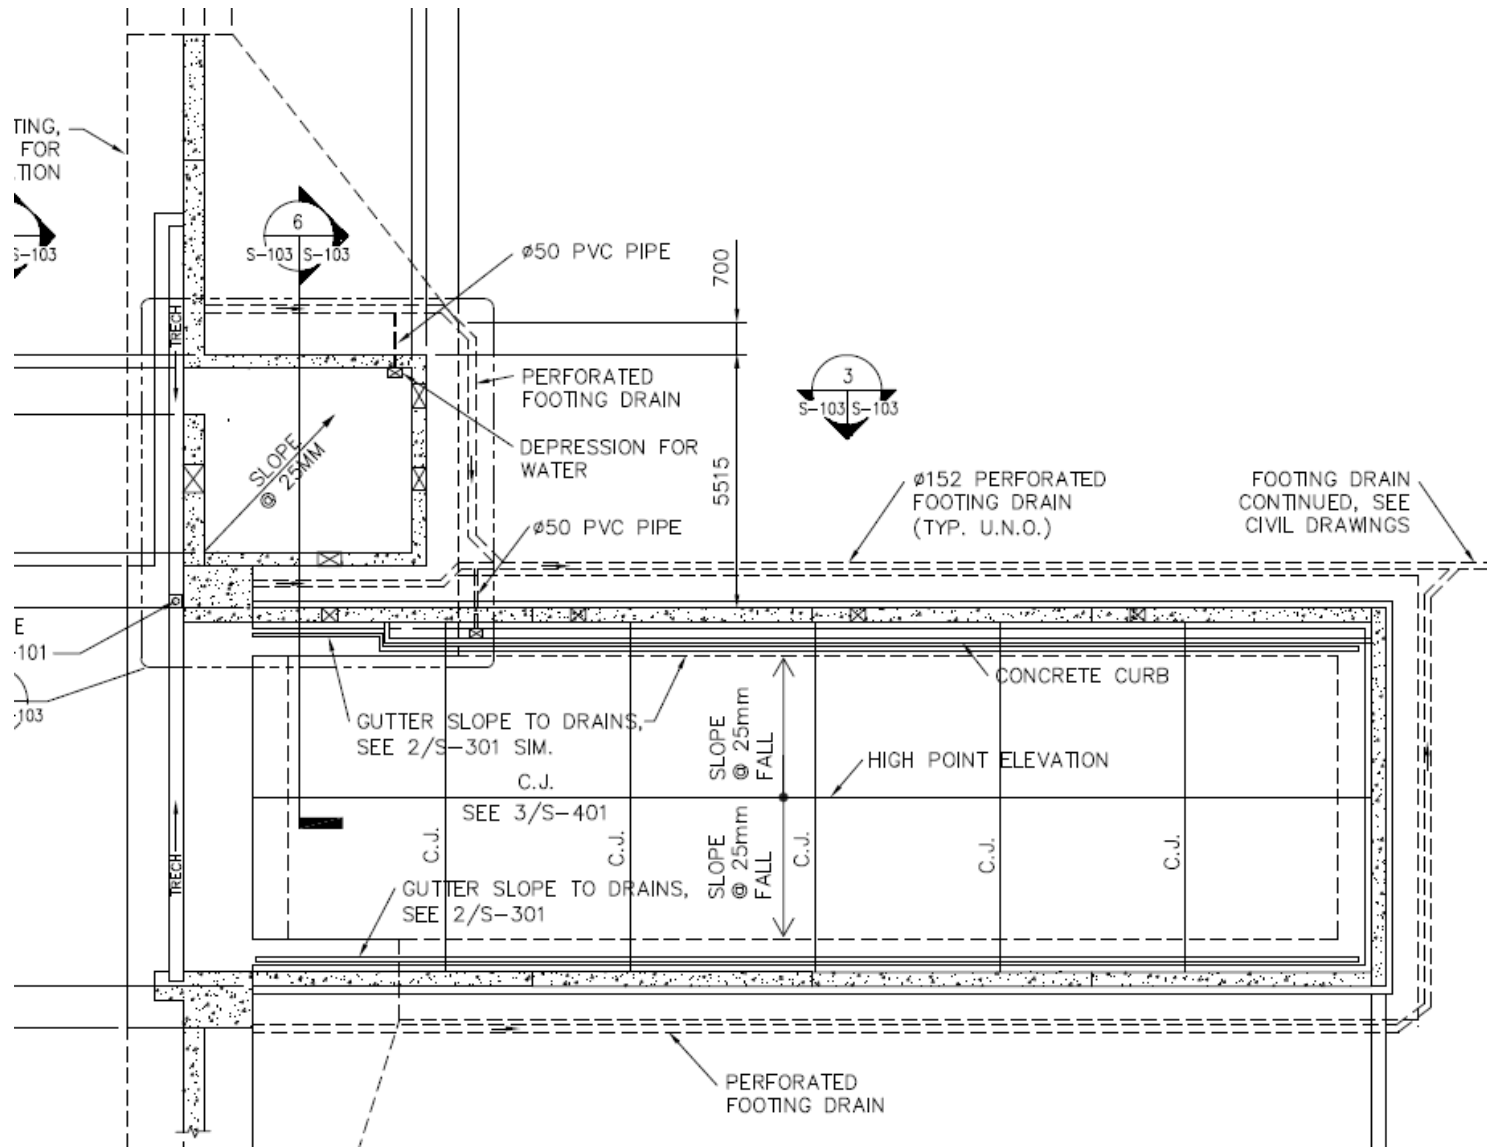 TING,
FOR
TION
S-103
6
S-103 S-103
ø50 PVC PIPE
700
TRECH
PERFORATED
FOOTING DRAIN
3
S-103 S-103
DEPRESSION FOR
WATER
SLOPE
@ 25MM
5515
ø152 PERFORATED
FOOTING DRAIN
(TYP. U.N.O.)
FOOTING DRAIN
CONTINUED, SEE
CIVIL DRAWINGS
ø50 PVC PIPE
E
-101
-103
CONCRETE CURB
GUTTER SLOPE TO DRAINS,
SEE 2/S-301 SIM.
SLOPE
@ 25mm
FALL
HIGH POINT ELEVATION
C.J.
SEE 3/S-401
C.J.
C.J.
SLOPE
@ 25mm
FALL
C.J.
C.J.
C.J.
TRECH
GUTTER SLOPE TO DRAINS,
SEE 2/S-301
PERFORATED
FOOTING DRAIN